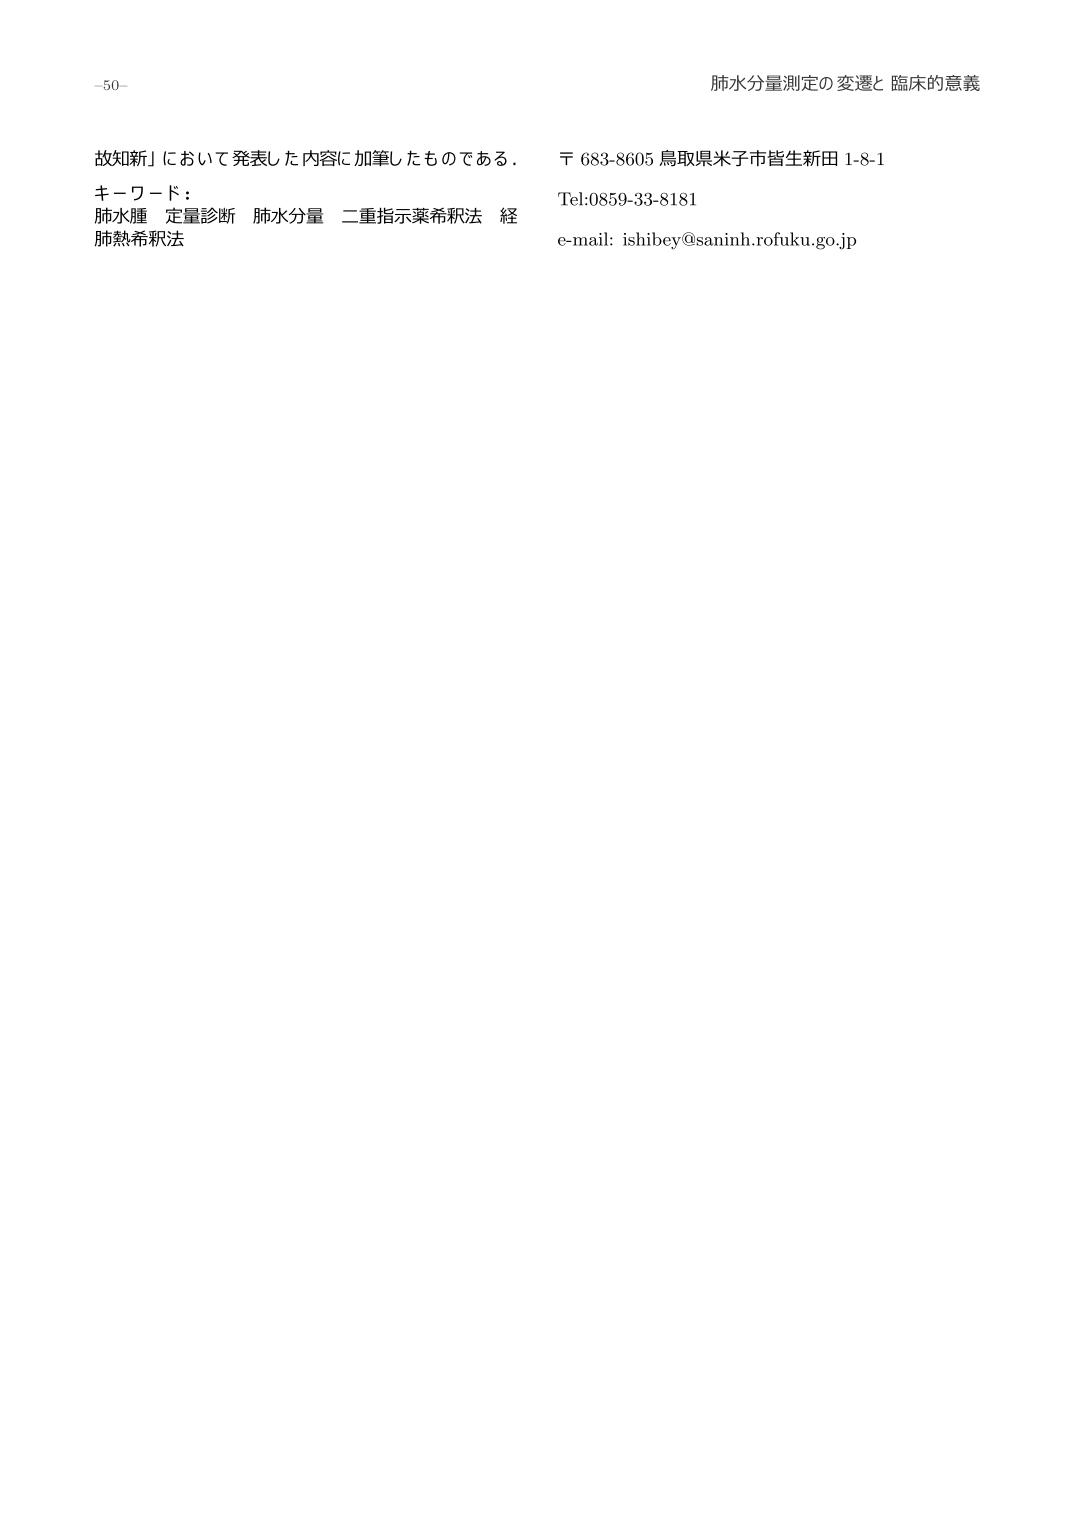 –50–
肺水分量測定の変遷と臨床的意義
故知新」において発表した内容に加筆したものである．
キーワード：
肺水腫　定量診断　肺水分量　二重指示薬希釈法　経
肺熱希釈法
〒 683-8605 鳥取県米子市皆生新田 1-8-1
Tel:0859-33-8181
e-mail: ishibey@saninh.rofuku.go.jp